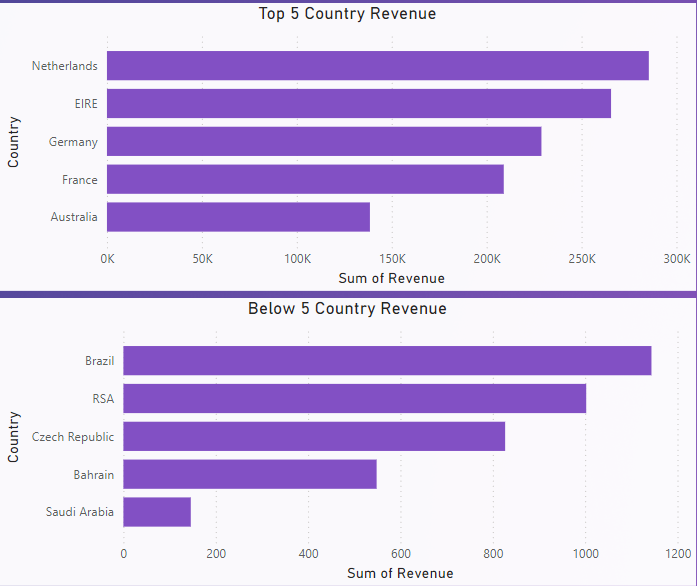 Top 5 Country Revenue
Country
Netherlands
EIRE
Germany
France
Australia
0K 50K 100K 150K 200K 250K 300K
Sum of Revenue
Below 5 Country Revenue
Country
Brazil
RSA
Czech Republic
Bahrain
Saudi Arabia
0 200 400 600 800 1000 1200
Sum of Revenue